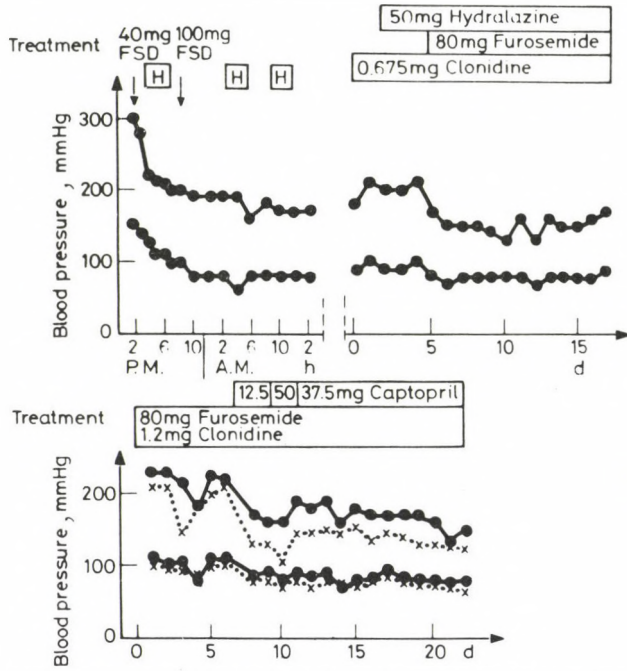 50mg Hydralazine
80mg Furosemide
0.675mg Clonidine
Treatment
40mg 100mg
FSD FSD
H H H
Blood pressure, mmHg
300
200
100
0
2 6 10 2 6 10 2
P.M. A.M. h
0 5 10 15
d
Treatment
12.5 50 37.5mg Captopril
80mg Furosemide
1.2mg Clonidine
Blood pressure, mmHg
200
100
0
0 5 10 15 20 d